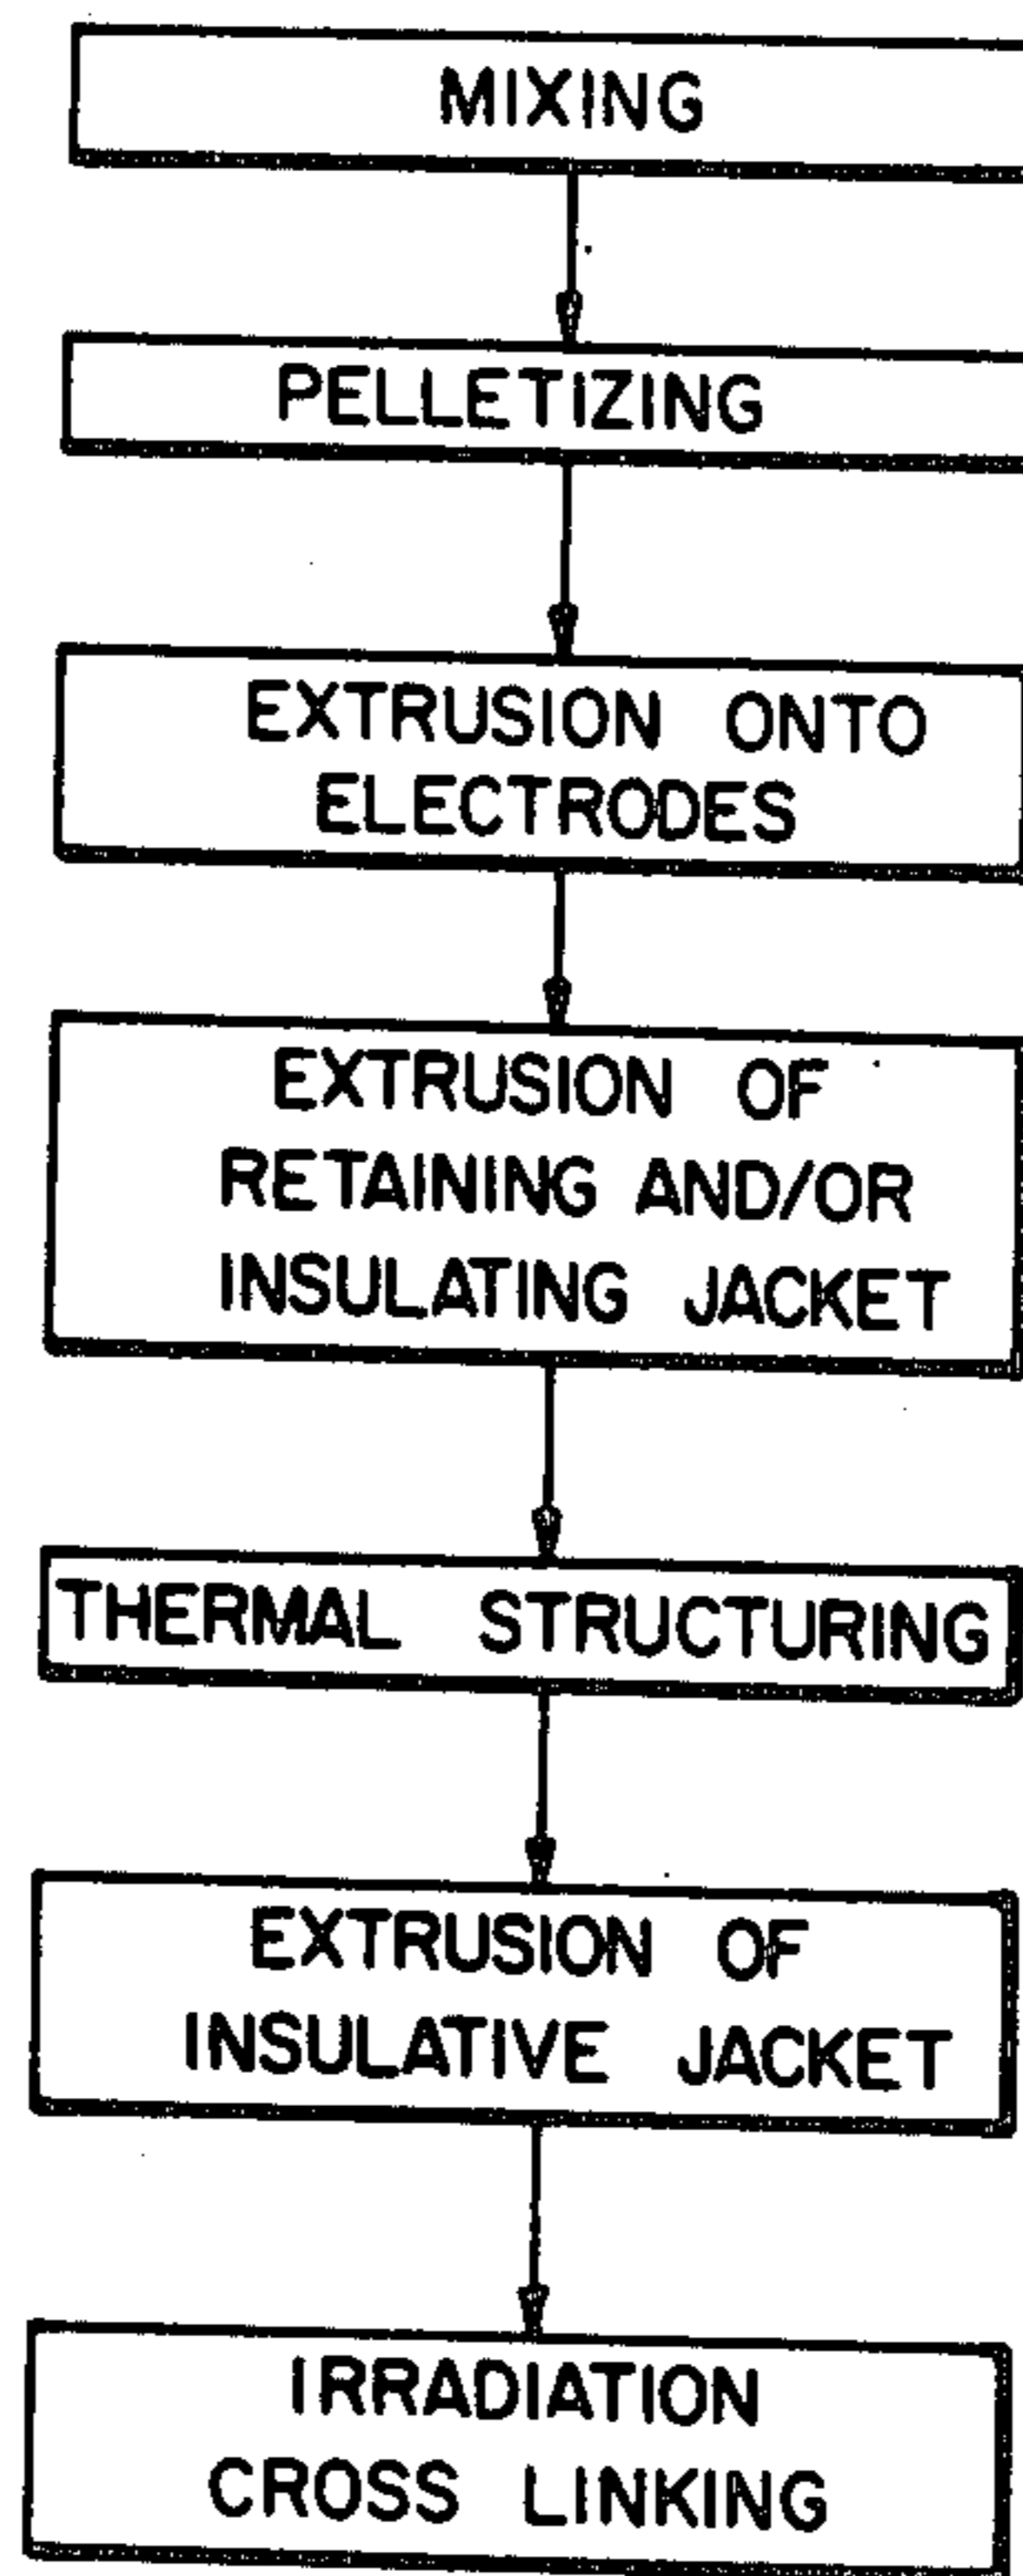 MIXING
PELLETIZING
EXTRUSION ONTO
ELECTRODES
EXTRUSION OF
RETAINING AND/OR
INSULATING JACKET
THERMAL STRUCTURING
EXTRUSION OF
INSULATIVE JACKET
IRRADIATION
CROSS LINKING